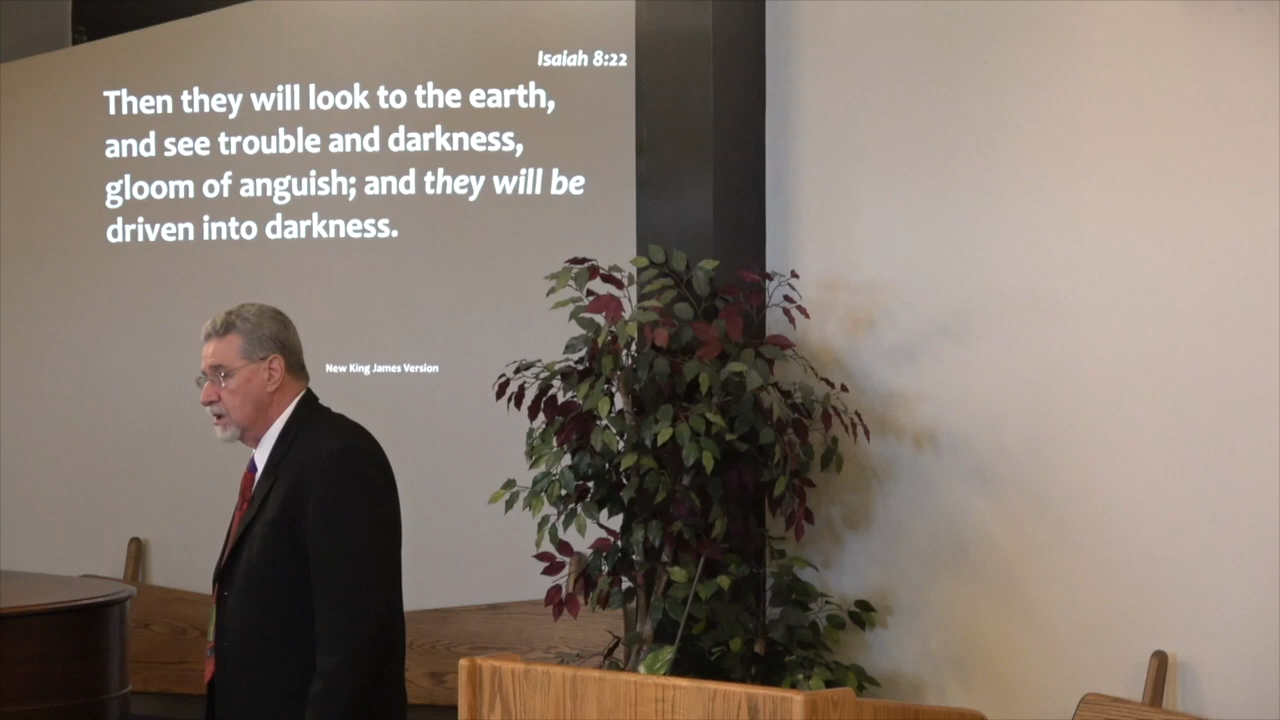 Isaiah 8:22
Then they will look to the earth,
and see trouble and darkness,
gloom of anguish; and they will be
driven into darkness.
New King James Version